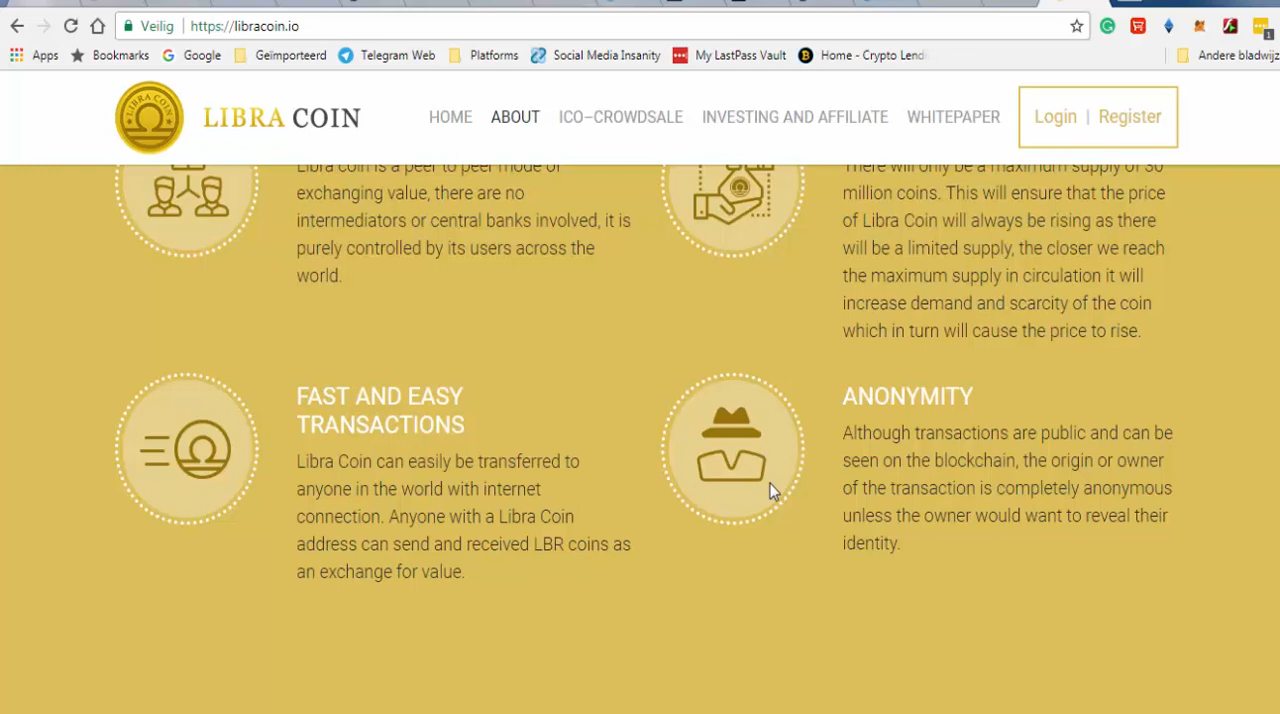 Veilig https://libracoin.io
Apps Bookmarks Google Geïmporteerd Telegram Web Platforms Social Media Insanity My LastPass Vault Home - Crypto Lendi Andere bladwijz
LIBRA COIN
LIBRA COIN HOME ABOUT ICO–CROWDSALE INVESTING AND AFFILIATE WHITEPAPER Login | Register
Libra coin is a peer to peer mode of
exchanging value, there are no
intermediators or central banks involved, it is
purely controlled by its users across the
world.
There will only be a maximum supply of 30
million coins. This will ensure that the price
of Libra Coin will always be rising as there
will be a limited supply, the closer we reach
the maximum supply in circulation it will
increase demand and scarcity of the coin
which in turn will cause the price to rise.
FAST AND EASY
TRANSACTIONS
Libra Coin can easily be transferred to
anyone in the world with internet
connection. Anyone with a Libra Coin
address can send and received LBR coins as
an exchange for value.
ANONYMITY
Although transactions are public and can be
seen on the blockchain, the origin or owner
of the transaction is completely anonymous
unless the owner would want to reveal their
identity.